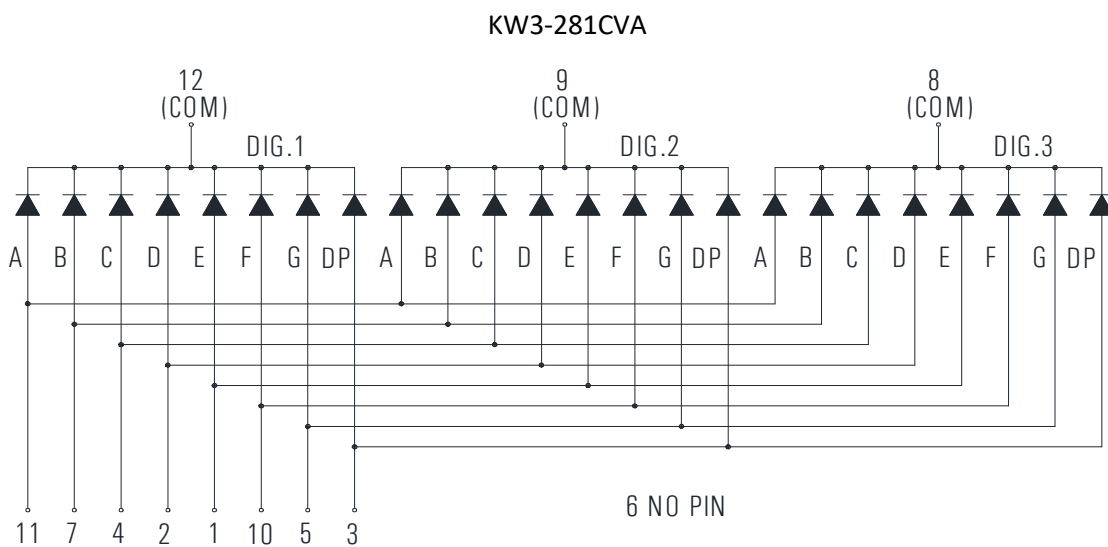 KW3-281CVA
12 9 8
(COM) (COM) (COM)
DIG.1 DIG.2 DIG.3
A B C D E F G DP A B C D E F G DP A B C D E F G DP
6 NO PIN
11 7 4 2 1 10 5 3